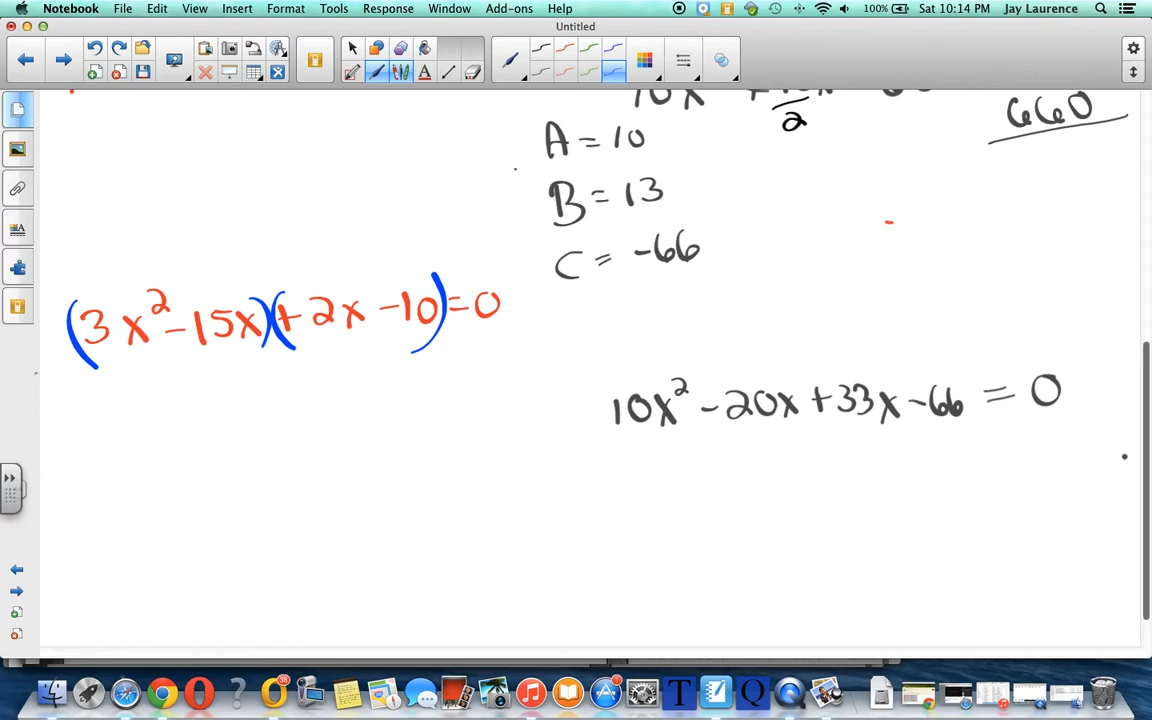 Notebook File Edit View Insert Format Tools Response Window Add-ons Help 100% Sat 10:14 PM Jay Laurence
Untitled
2
660
A = 10
B = 13
C = -66
(3x²-15x)(+2x-10)=0
10x²-20x+33x-66=0